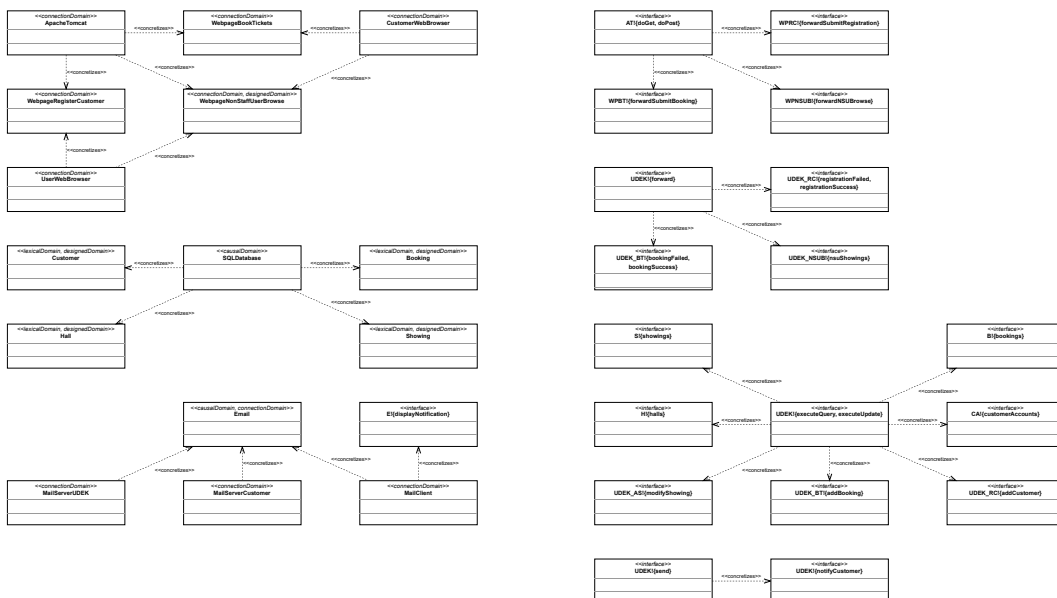 <<connectionDomain>>
ApacheTomcat
<<concretizes>>
<<connectionDomain>>
WebpageBookTickets
<<concretizes>>
<<connectionDomain>>
CustomerWebBrowser
<<concretizes>>
<<concretizes>>
<<concretizes>>
<<connectionDomain>>
WebpageRegisterCustomer
<<connectionDomain, designedDomain>>
WebpageNonStaffUserBrowse
<<concretizes>>
<<concretizes>>
<<connectionDomain>>
UserWebBrowser
<<lexicalDomain, designedDomain>>
Customer
<<concretizes>>
<<causalDomain>>
SQLDatabase
<<concretizes>>
<<lexicalDomain, designedDomain>>
Booking
<<concretizes>>
<<concretizes>>
<<lexicalDomain, designedDomain>>
Hall
<<lexicalDomain, designedDomain>>
Showing
<<causalDomain, connectionDomain>>
Email
<<interface>>
E!{displayNotification}
<<concretizes>>
<<concretizes>>
<<concretizes>>
<<concretizes>>
<<connectionDomain>>
MailServerUDEK
<<connectionDomain>>
MailServerCustomer
<<connectionDomain>>
MailClient
<<interface>>
AT!{doGet, doPost}
<<concretizes>>
<<interface>>
WPRC!{forwardSubmitRegistration}
<<concretizes>>
<<concretizes>>
<<interface>>
WPBT!{forwardSubmitBooking}
<<interface>>
WPNSUB!{forwardNSUBrowse}
<<interface>>
UDEK!{forward}
<<concretizes>>
<<interface>>
UDEK_RC!{registrationFailed,
registrationSuccess}
<<concretizes>>
<<concretizes>>
<<interface>>
UDEK_BT!{bookingFailed,
bookingSuccess}
<<interface>>
UDEK_NSUB!{nsuShowings}
<<interface>>
S!{showings}
<<interface>>
B!{bookings}
<<concretizes>>
<<concretizes>>
<<interface>>
H!{halls}
<<concretizes>>
<<interface>>
UDEK!{executeQuery, executeUpdate}
<<concretizes>>
<<interface>>
CA!{customerAccounts}
<<concretizes>>
<<concretizes>>
<<concretizes>>
<<interface>>
UDEK_AS!{modifyShowing}
<<interface>>
UDEK_BT!{addBooking}
<<interface>>
UDEK_RC!{addCustomer}
<<interface>>
UDEK!{send}
<<concretizes>>
<<interface>>
UDEK!{notifyCustomer}